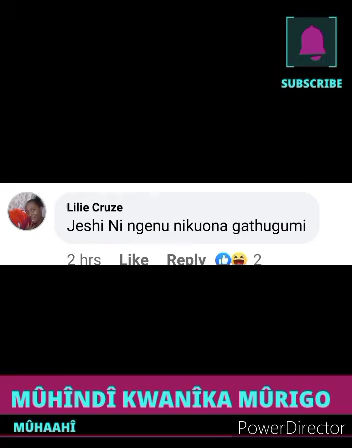 SUBSCRIBE
Lilie Cruze
Jeshi Ni ngenu nikuona gathugumi
2 hrs Like Reply 2
MÛHÎNDÎ KWANÎKA MÛRIGO
MÛHAAHÎ
PowerDirector